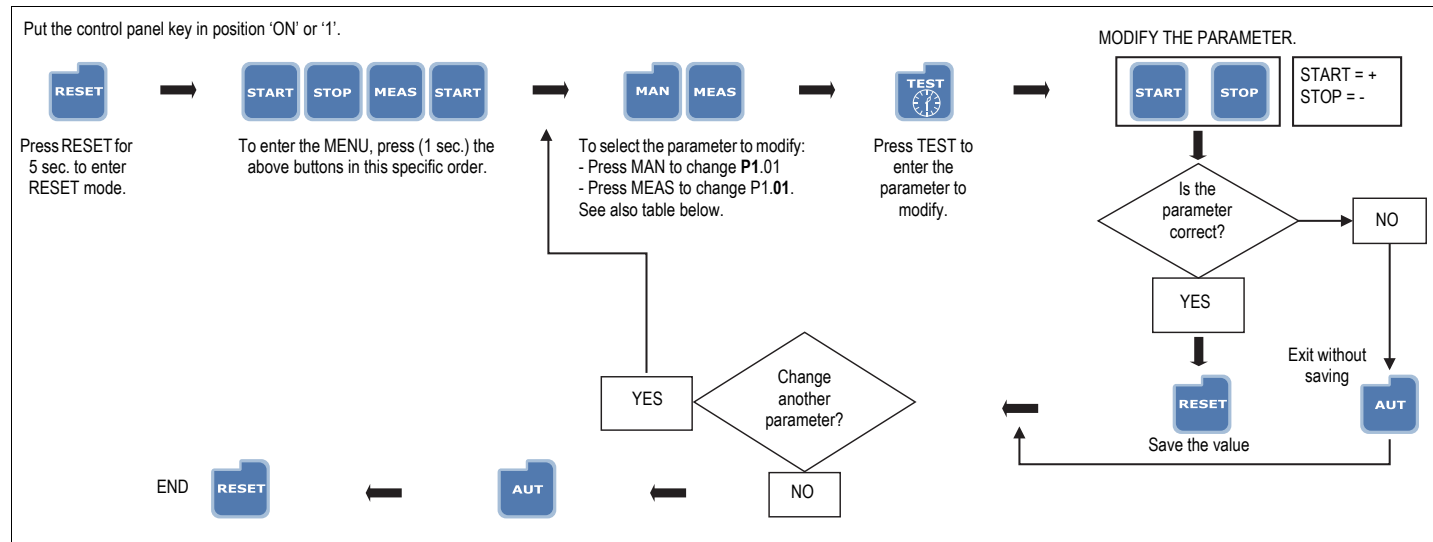 Put the control panel key in position ‘ON’ or ‘1’.
RESET
Press RESET for
5 sec. to enter
RESET mode.
START STOP MEAS START
To enter the MENU, press (1 sec.) the
above buttons in this specific order.
MAN MEAS
To select the parameter to modify:
- Press MAN to change P1.01
- Press MEAS to change P1.01.
See also table below.
TEST
Press TEST to
enter the
parameter to
modify.
MODIFY THE PARAMETER.
START STOP
START = +
STOP = -
Is the
parameter
correct?
NO
YES
Exit without
saving
AUT
RESET
Save the value
Change
another
parameter?
YES
NO
AUT
RESET
END